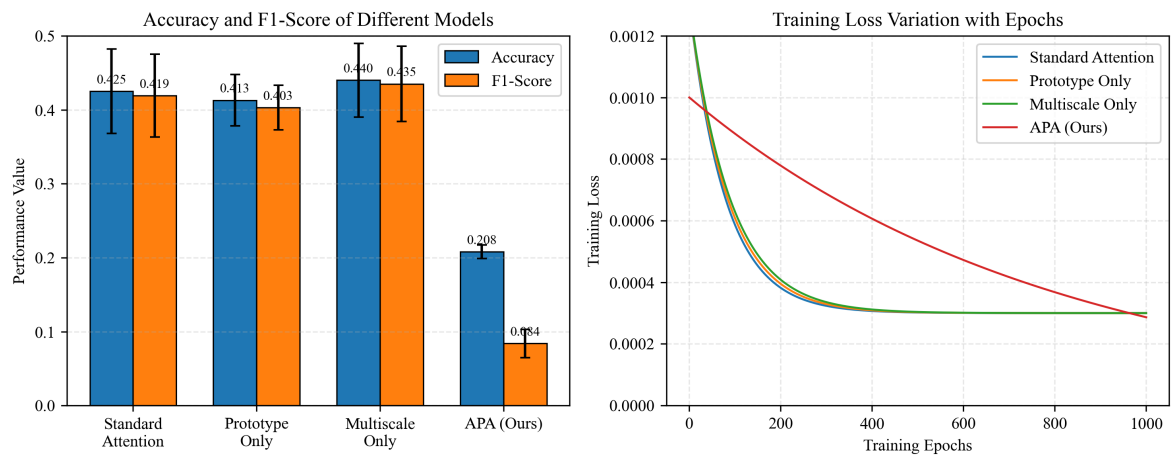 Accuracy and F1-Score of Different Models
Performance Value
0.5
0.4
0.3
0.2
0.1
0.0
Accuracy
F1-Score
0.425
0.419
0.413
0.403
0.440
0.435
0.208
0.084
Standard
Attention
Prototype
Only
Multiscale
Only
APA (Ours)
Training Loss Variation with Epochs
Training Loss
0.0012
0.0010
0.0008
0.0006
0.0004
0.0002
0.0000
Standard Attention
Prototype Only
Multiscale Only
APA (Ours)
0
200
400
600
800
1000
Training Epochs